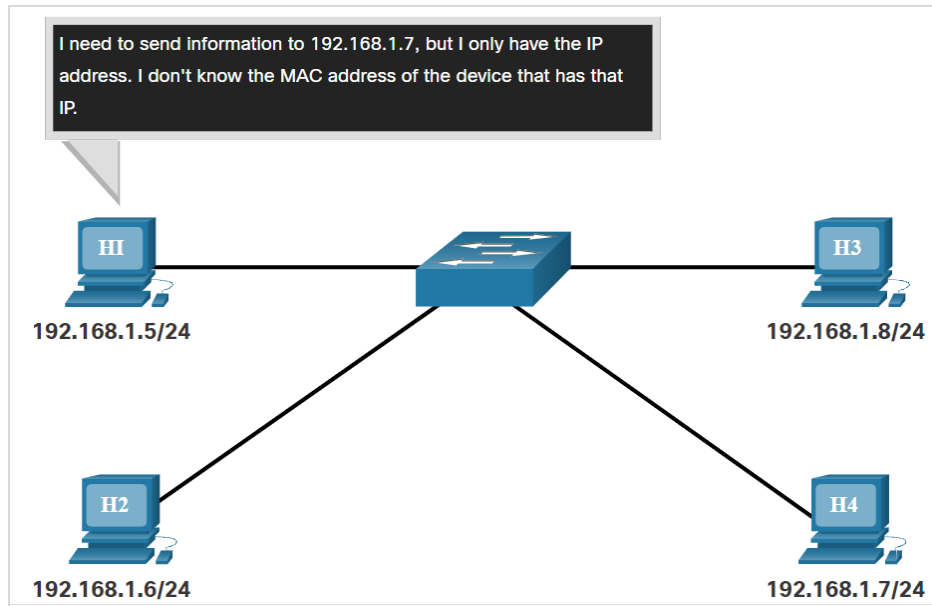 I need to send information to 192.168.1.7, but I only have the IP
address. I don't know the MAC address of the device that has that
IP.
HI
H3
192.168.1.5/24
192.168.1.8/24
H2
H4
192.168.1.6/24
192.168.1.7/24